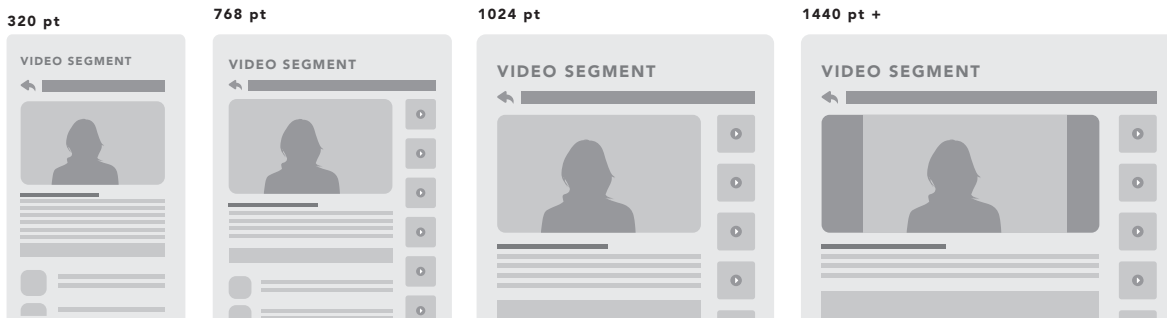 320 pt
768 pt
1024 pt
1440 pt +
VIDEO SEGMENT
VIDEO SEGMENT
VIDEO SEGMENT
VIDEO SEGMENT